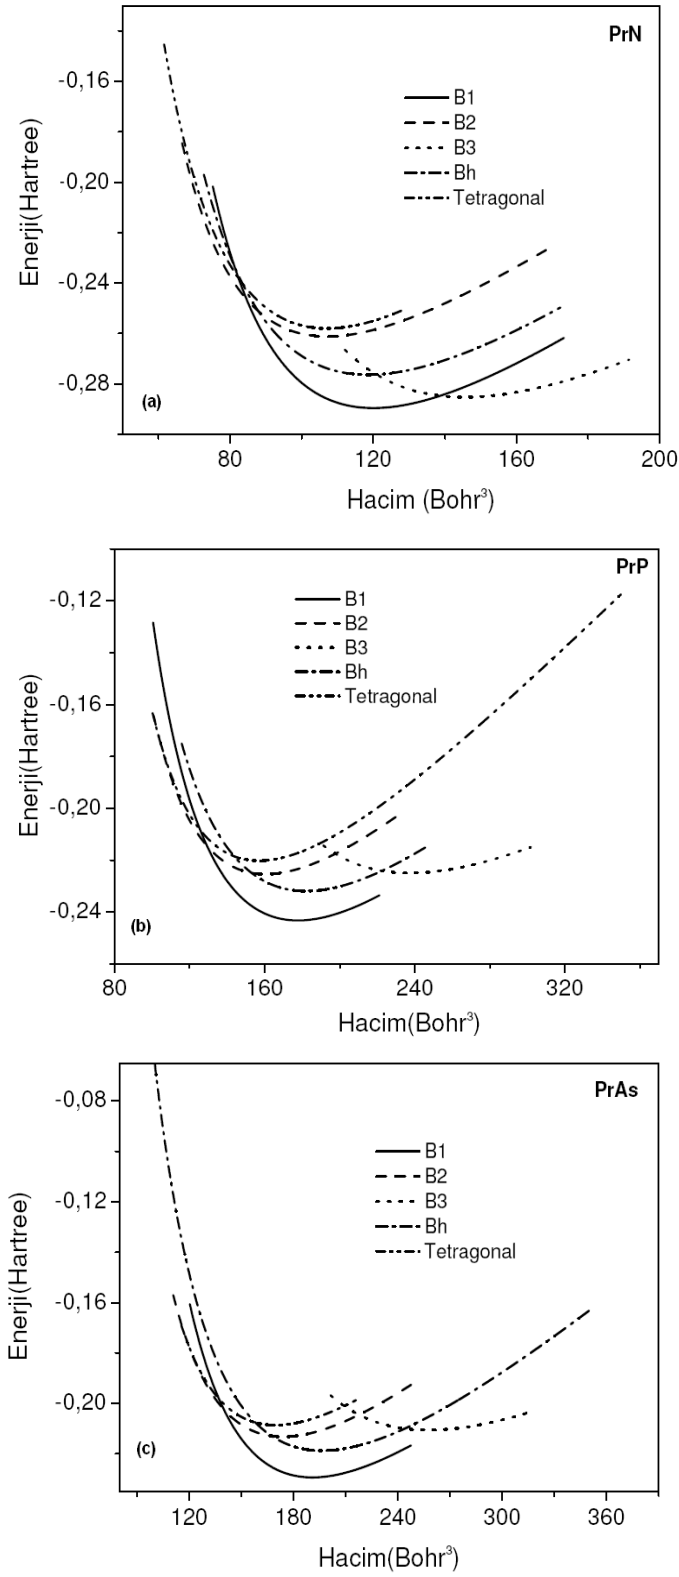 PrN
-0,16
-0,20
-0,24
-0,28
Enerji(Hartree)
B1
B2
B3
Bh
Tetragonal
(a)
80 120 160 200
Hacim (Bohr³)
PrP
-0,12
-0,16
-0,20
-0,24
Enerji(Hartree)
B1
B2
B3
Bh
Tetragonal
(b)
80 160 240 320
Hacim(Bohr³)
PrAs
-0,08
-0,12
-0,16
-0,20
Enerji(Hartree)
B1
B2
B3
Bh
Tetragonal
(c)
120 180 240 300 360
Hacim(Bohr³)